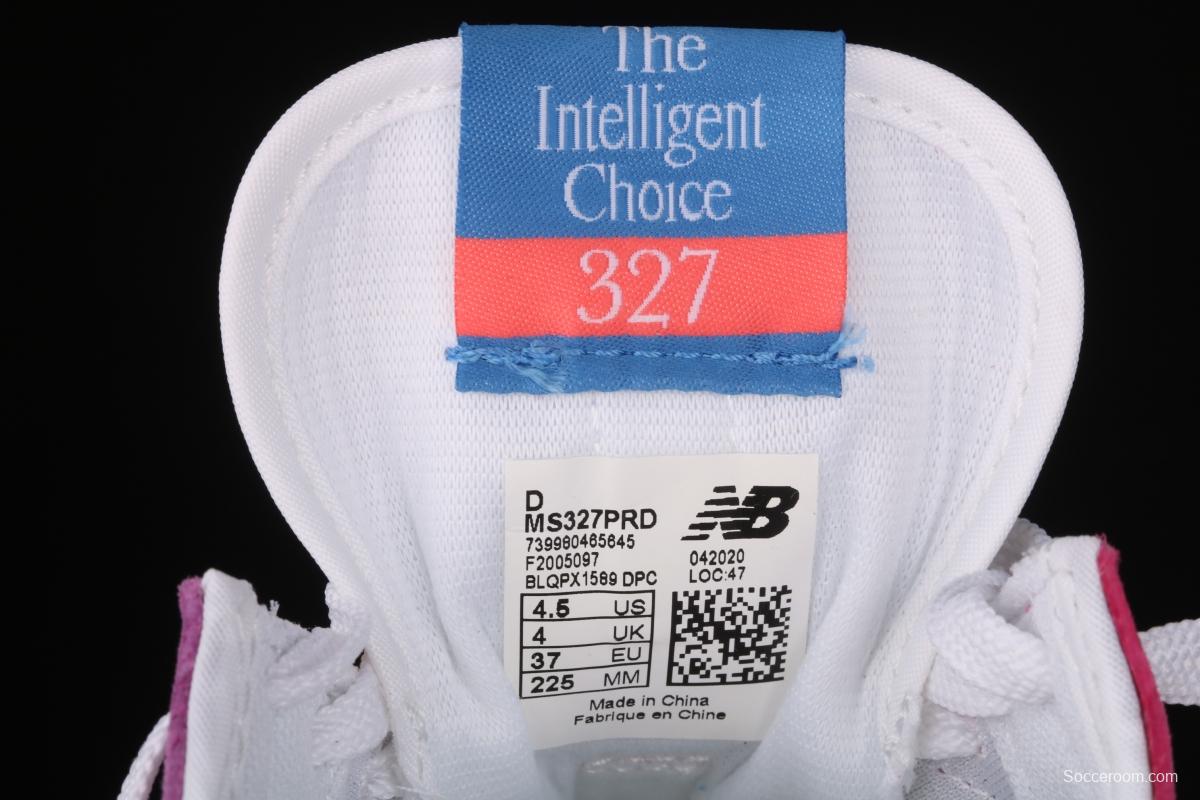 The
Intelligent
Choice
327
D
MS327PRD
739980465645
F2005097
BLQPX1589 DPC
NB
042020
LOC:47
4.5 US
4 UK
37 EU
225 MM
Made in China
Fabrique en Chine
Socceroom.com